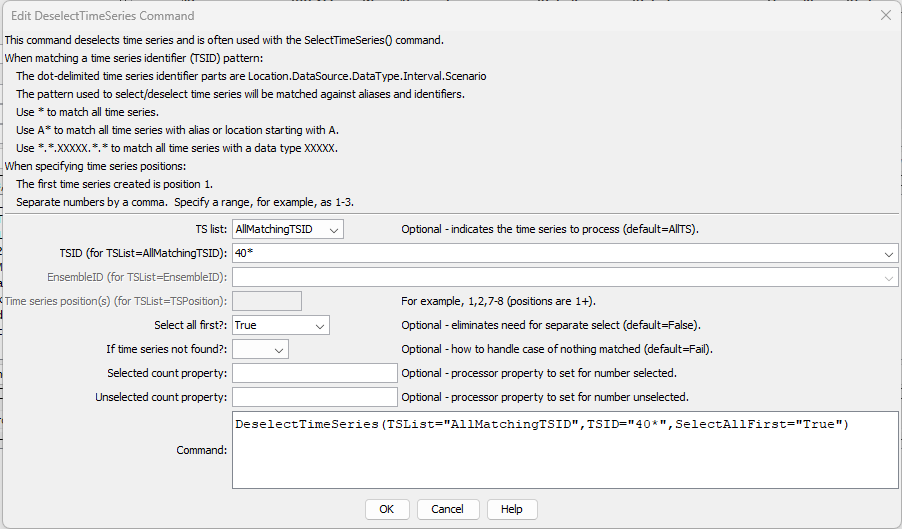 Edit DeselectTimeSeries Command
This command deselects time series and is often used with the SelectTimeSeries() command.
When matching a time series identifier (TSID) pattern:
The dot-delimited time series identifier parts are Location.DataSource.DataType.Interval.Scenario
The pattern used to select/deselect time series will be matched against aliases and identifiers.
Use * to match all time series.
Use A* to match all time series with alias or location starting with A.
Use *.*.XXXXX.*.* to match all time series with a data type XXXXX.
When specifying time series positions:
The first time series created is position 1.
Separate numbers by a comma.  Specify a range, for example, as 1-3.
TS list: AllMatchingTSID Optional - indicates the time series to process (default=AllTS).
TSID (for TSList=AllMatchingTSID): 40*
EnsembleID (for TSList=EnsembleID):
Time series position(s) (for TSList=TSPosition): For example, 1,2,7-8 (positions are 1+).
Select all first?: True Optional - eliminates need for separate select (default=False).
If time series not found?: Optional - how to handle case of nothing matched (default=Fail).
Selected count property: Optional - processor property to set for number selected.
Unselected count property: Optional - processor property to set for number unselected.
Command: DeselectTimeSeries(TSList="AllMatchingTSID",TSID="40*",SelectAllFirst="True")
OK Cancel Help